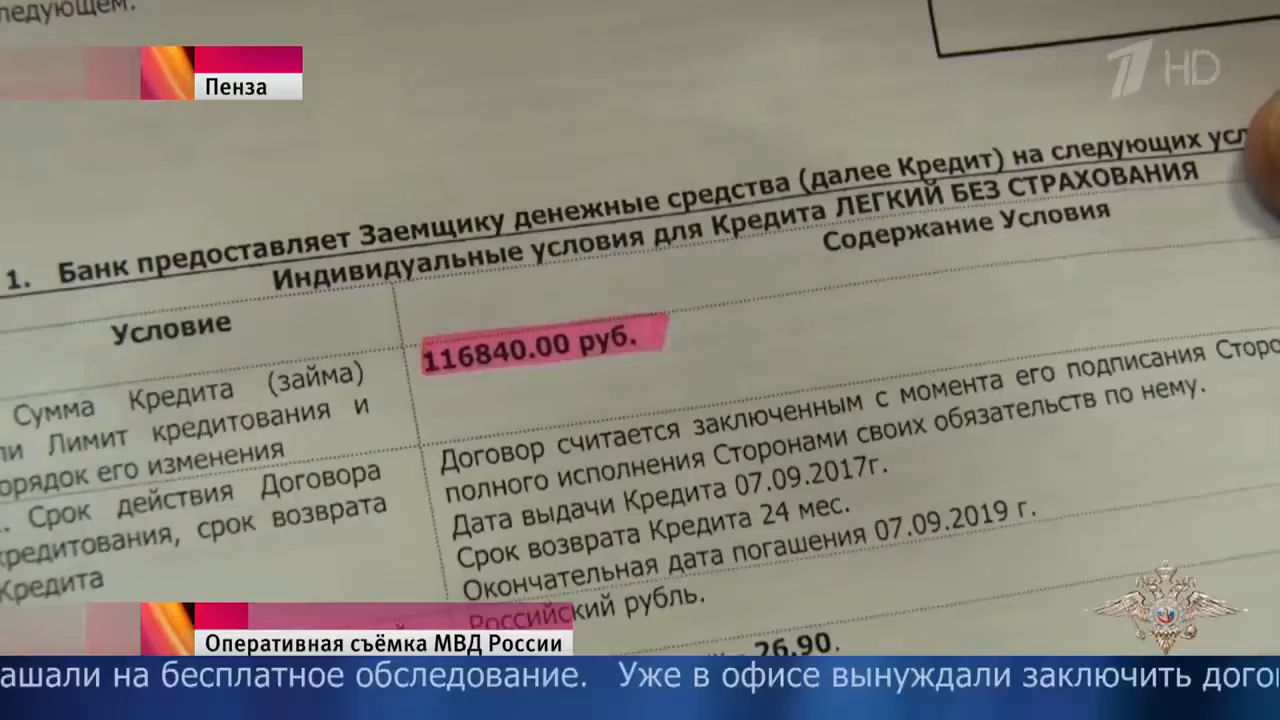 Пенза
1 HD
1. Банк предоставляет Заемщику денежные средства (далее Кредит) на следующих усл
Индивидуальные условия для Кредита ЛЕГКИЙ БЕЗ СТРАХОВАНИЯ
Условие
Содержание Условия
Сумма Кредита (займа)
ли Лимит кредитования и
орядок его изменения
116840.00 руб.
Срок действия Договора
кредитования, срок возврата
Кредита
Договор считается заключенным с момента его подписания Сторо
полного исполнения Сторонами своих обязательств по нему.
Дата выдачи Кредита 07.09.2017г.
Срок возврата Кредита 24 мес.
Окончательная дата погашения 07.09.2019 г.
Российский рубль.
26.90.
Оперативная съёмка МВД России
ашали на бесплатное обследование. Уже в офисе вынуждали заключить дого